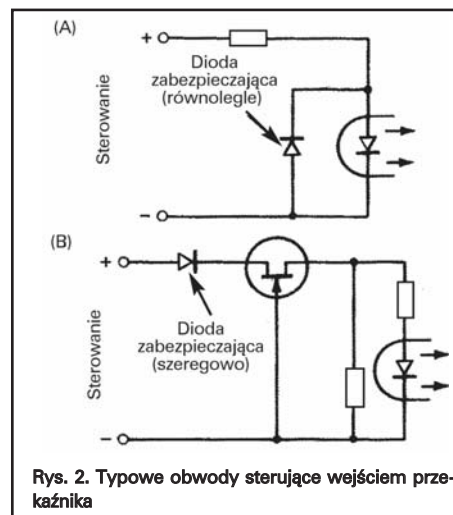 (A)
+
Dioda
zabezpieczająca
(równolegle)
Sterowanie
–
(B)
+
Dioda
zabezpieczająca
(szeregowo)
Sterowanie
–
Rys. 2. Typowe obwody sterujące wejściem prze-
kaźnika